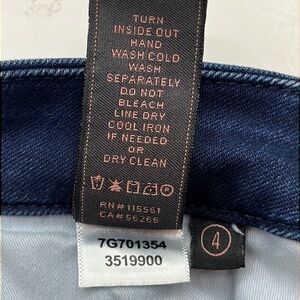 TURN
INSIDE OUT
HAND
WASH COLD
WASH
SEPARATELY
DO NOT
BLEACH
LINE DRY
COOL IRON
IF NEEDED
OR
DRY CLEAN
RN#115561
CA#56266
7G701354
3519900
4